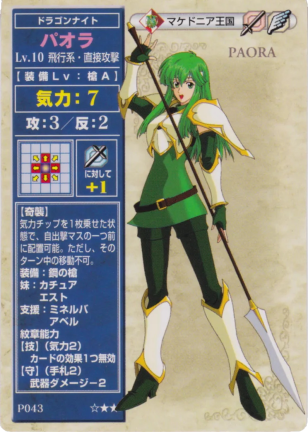 ドラゴンナイト
パオラ
Lv.10 飛行系・直接攻撃
【装備Lv：槍A】
気力：7
攻：3／反：2
に対して
+1
【奇襲】
気力チップを1枚乗せた状
態で、自出撃マスの一つ前
に配置可能。ただし、その
ターン中の移動不可。
装備：鋼の槍
妹：カチュア
エスト
支援：ミネルバ
アベル
紋章能力
【技】（気力2）
カードの効果1つ無効
【守】（手札2）
武器ダメージ－2
P043
☆★★
マケドニア王国
PAORA